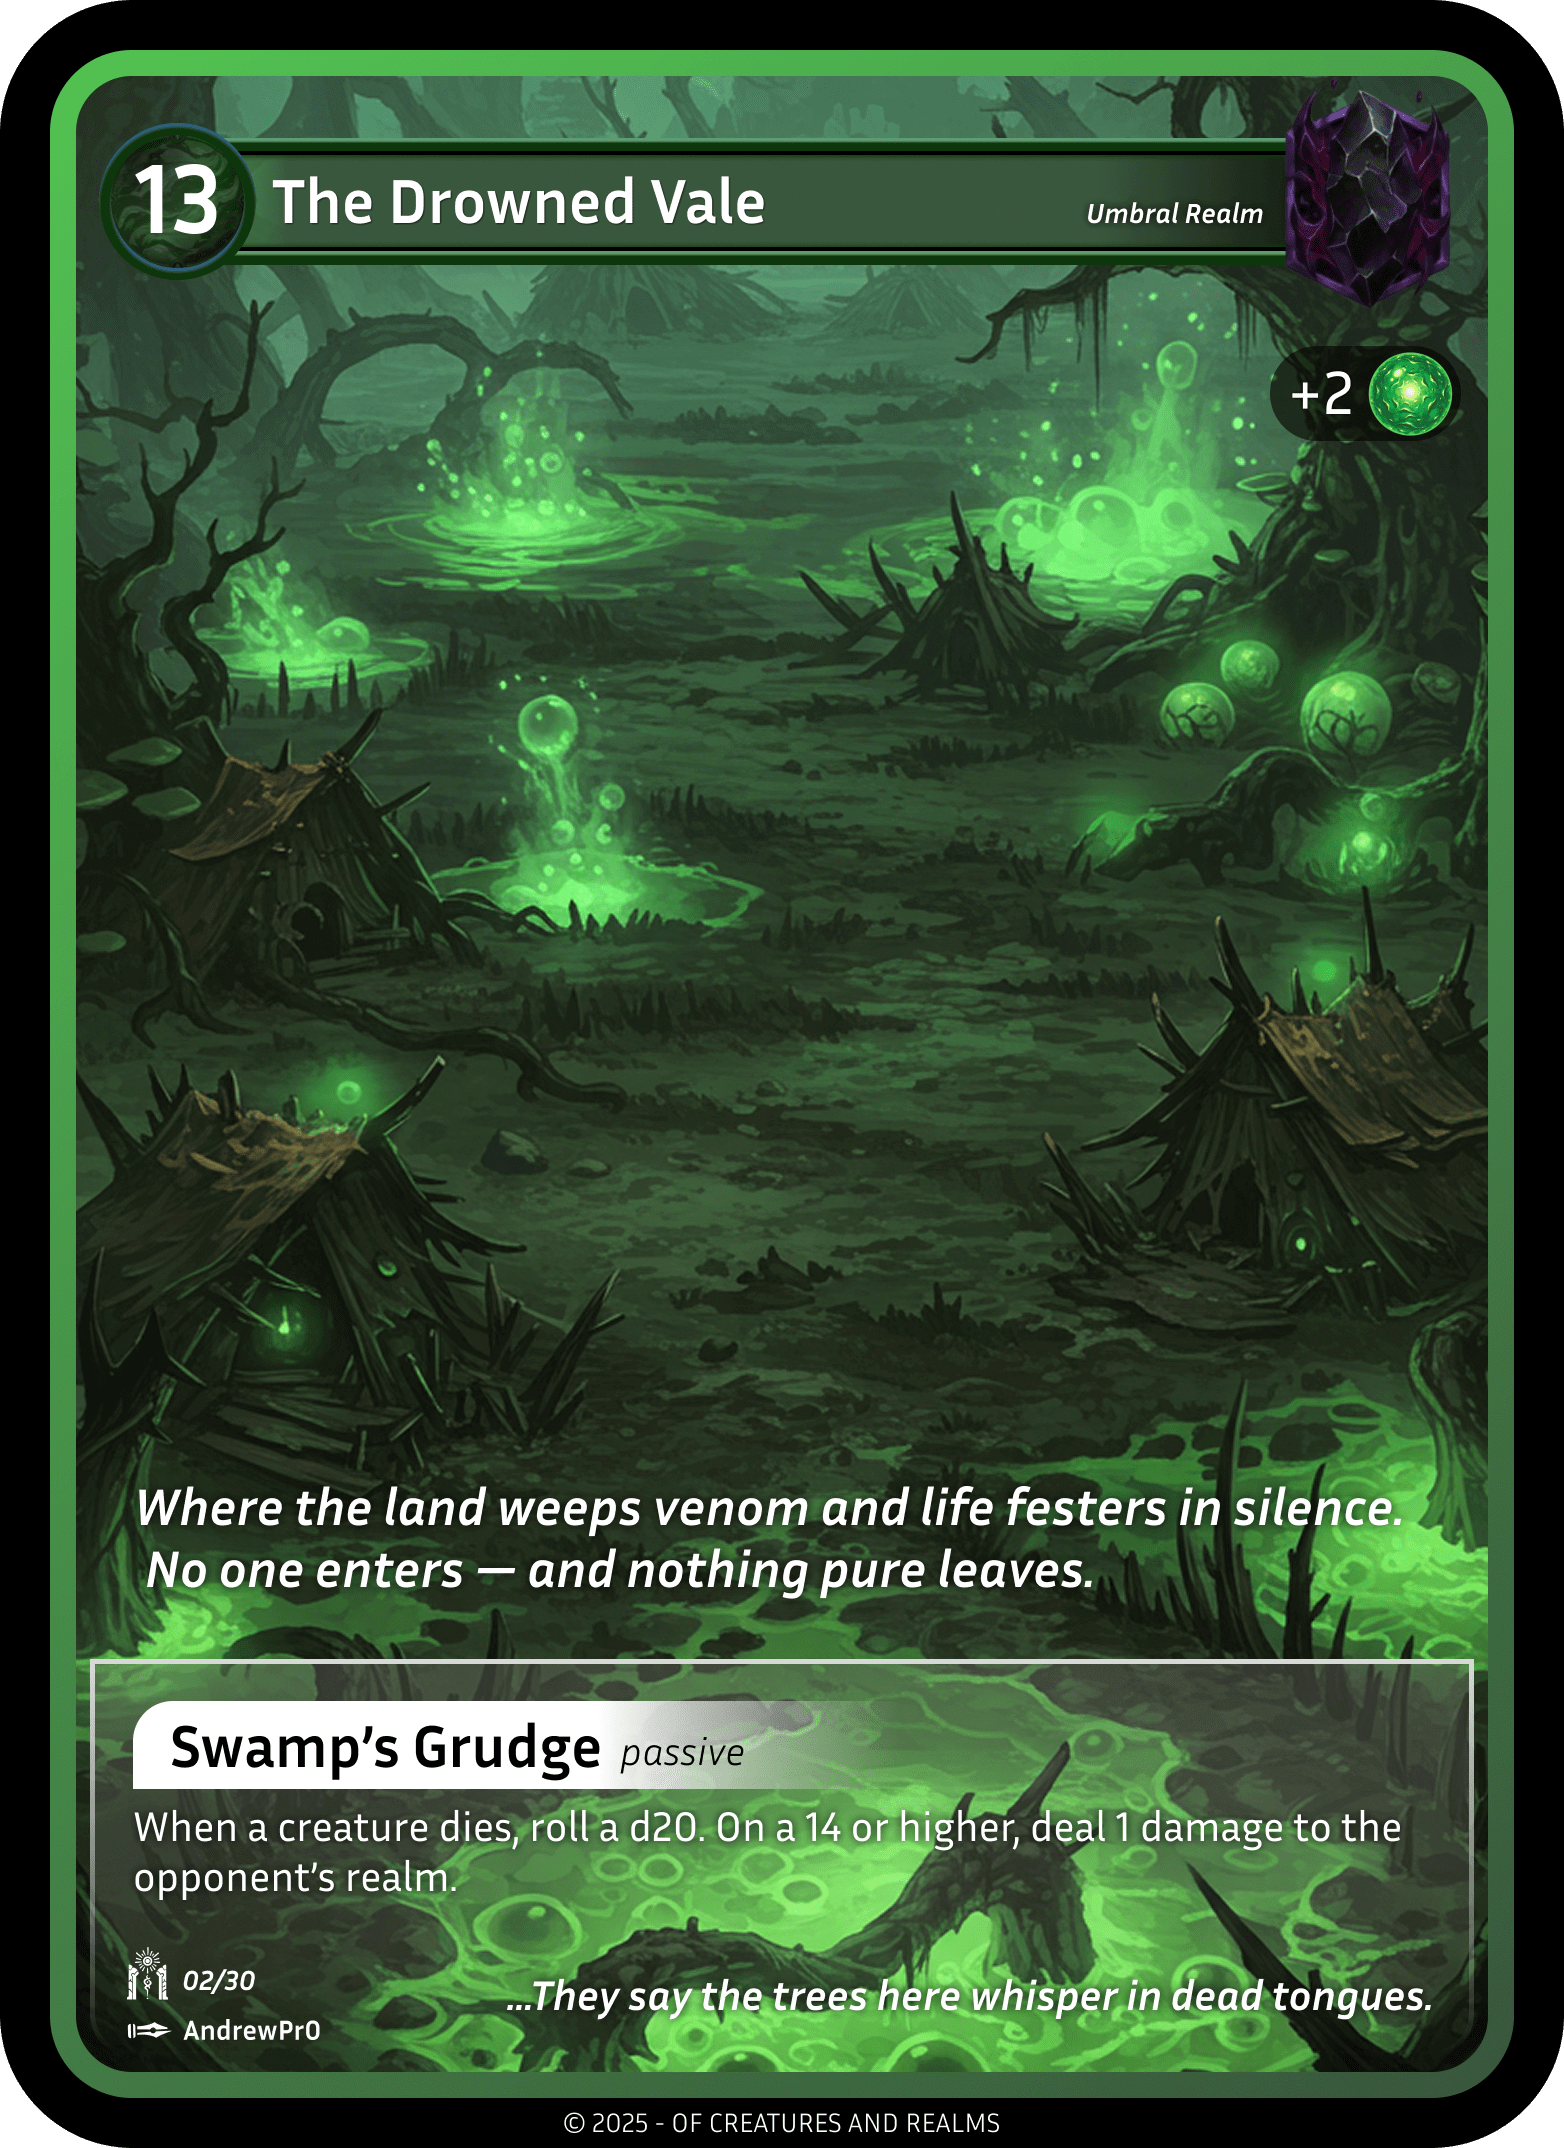 13 The Drowned Vale Umbral Realm
+2
Where the land weeps venom and life festers in silence.
No one enters — and nothing pure leaves.
Swamp’s Grudge passive
When a creature dies, roll a d20. On a 14 or higher, deal 1 damage to the
opponent’s realm.
02/30
...They say the trees here whisper in dead tongues.
AndrewPr0
© 2025 - OF CREATURES AND REALMS